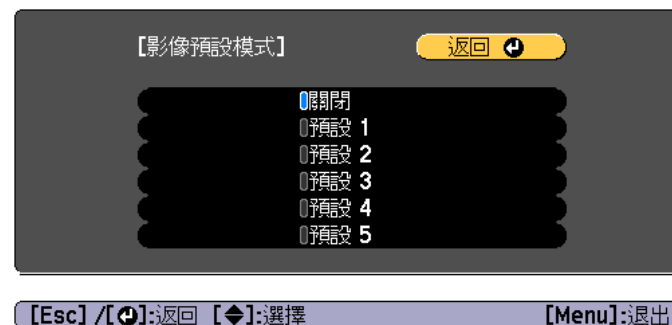 [影像預設模式] 返回
關閉
預設 1
預設 2
預設 3
預設 4
預設 5
[Esc] /[⏎]:返回 [◆]:選擇 [Menu]:退出